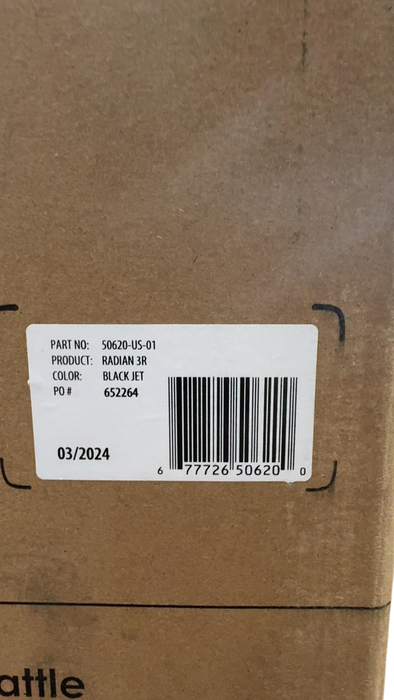 PART NO: 50620-US-01
PRODUCT: RADIAN 3R
COLOR: BLACK JET
PO # 652264
03/2024
6 77726 50620 0
attle